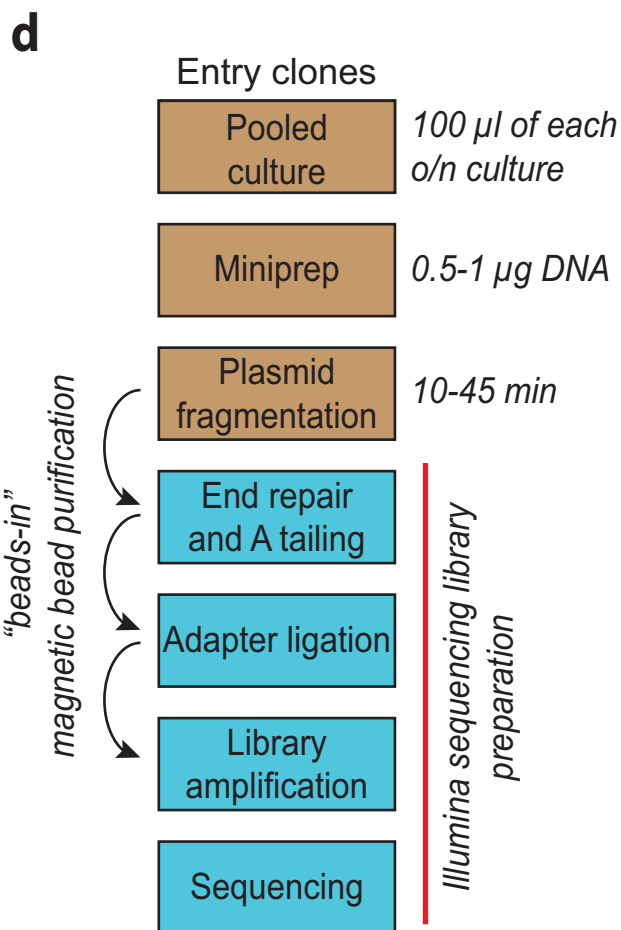 d
Entry clones
Pooled
culture
100 µl of each
o/n culture
Miniprep
0.5-1 µg DNA
Plasmid
fragmentation
10-45 min
“beads-in”
magnetic bead purification
End repair
and A tailing
Adapter ligation
Library
amplification
Sequencing
Illumina sequencing library
preparation